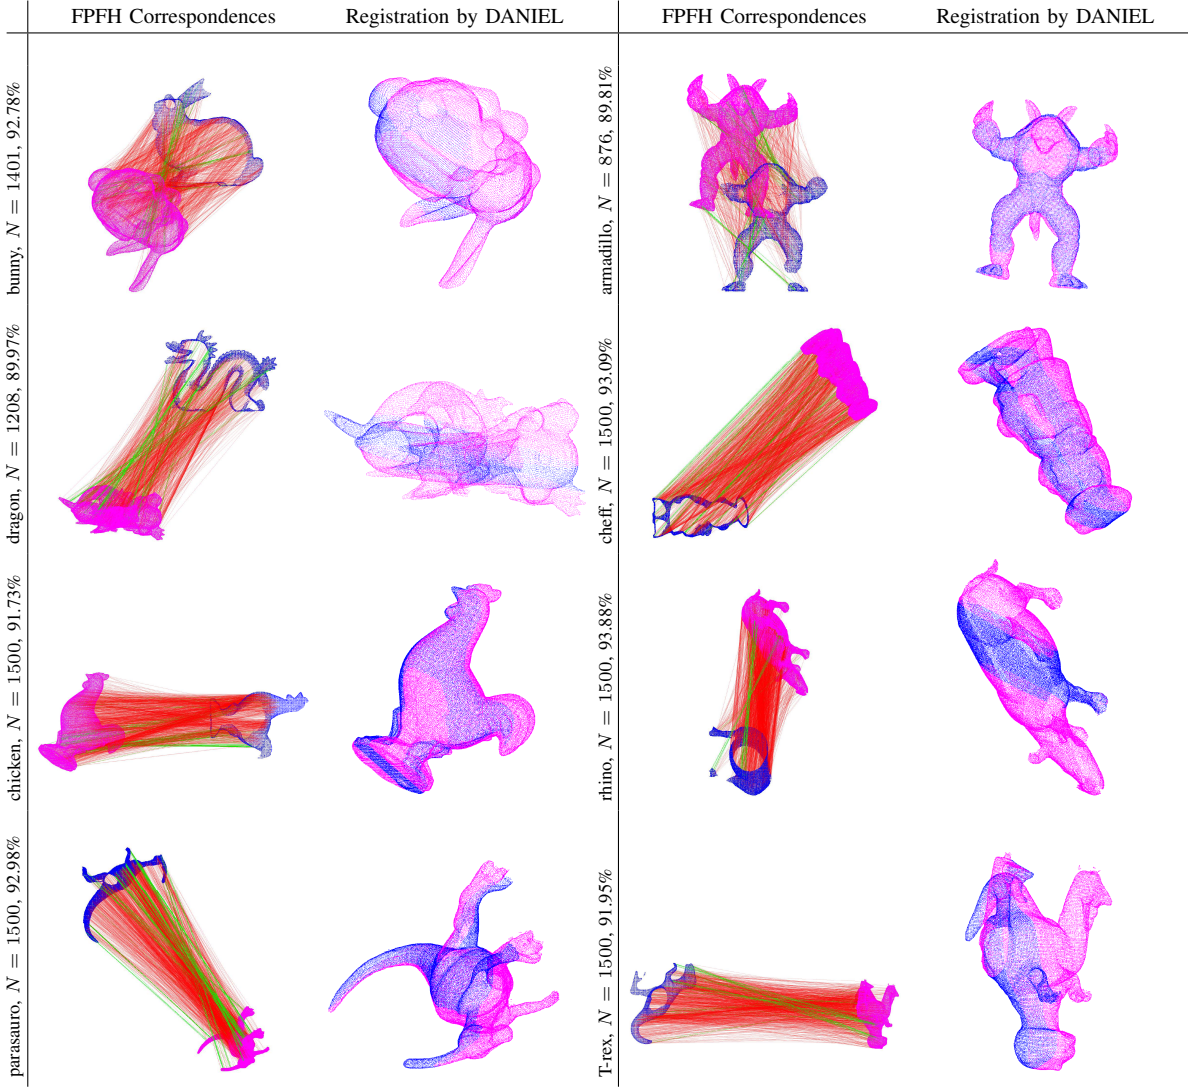 FPFH Correspondences Registration by DANIEL FPFH Correspondences Registration by DANIEL
bunny, N = 1401, 92.78%
armadillo, N = 876, 89.81%
dragon, N = 1208, 89.97%
cheff, N = 1500, 93.09%
chicken, N = 1500, 91.73%
rhino, N = 1500, 93.88%
parasauro, N = 1500, 92.98%
T-rex, N = 1500, 91.95%